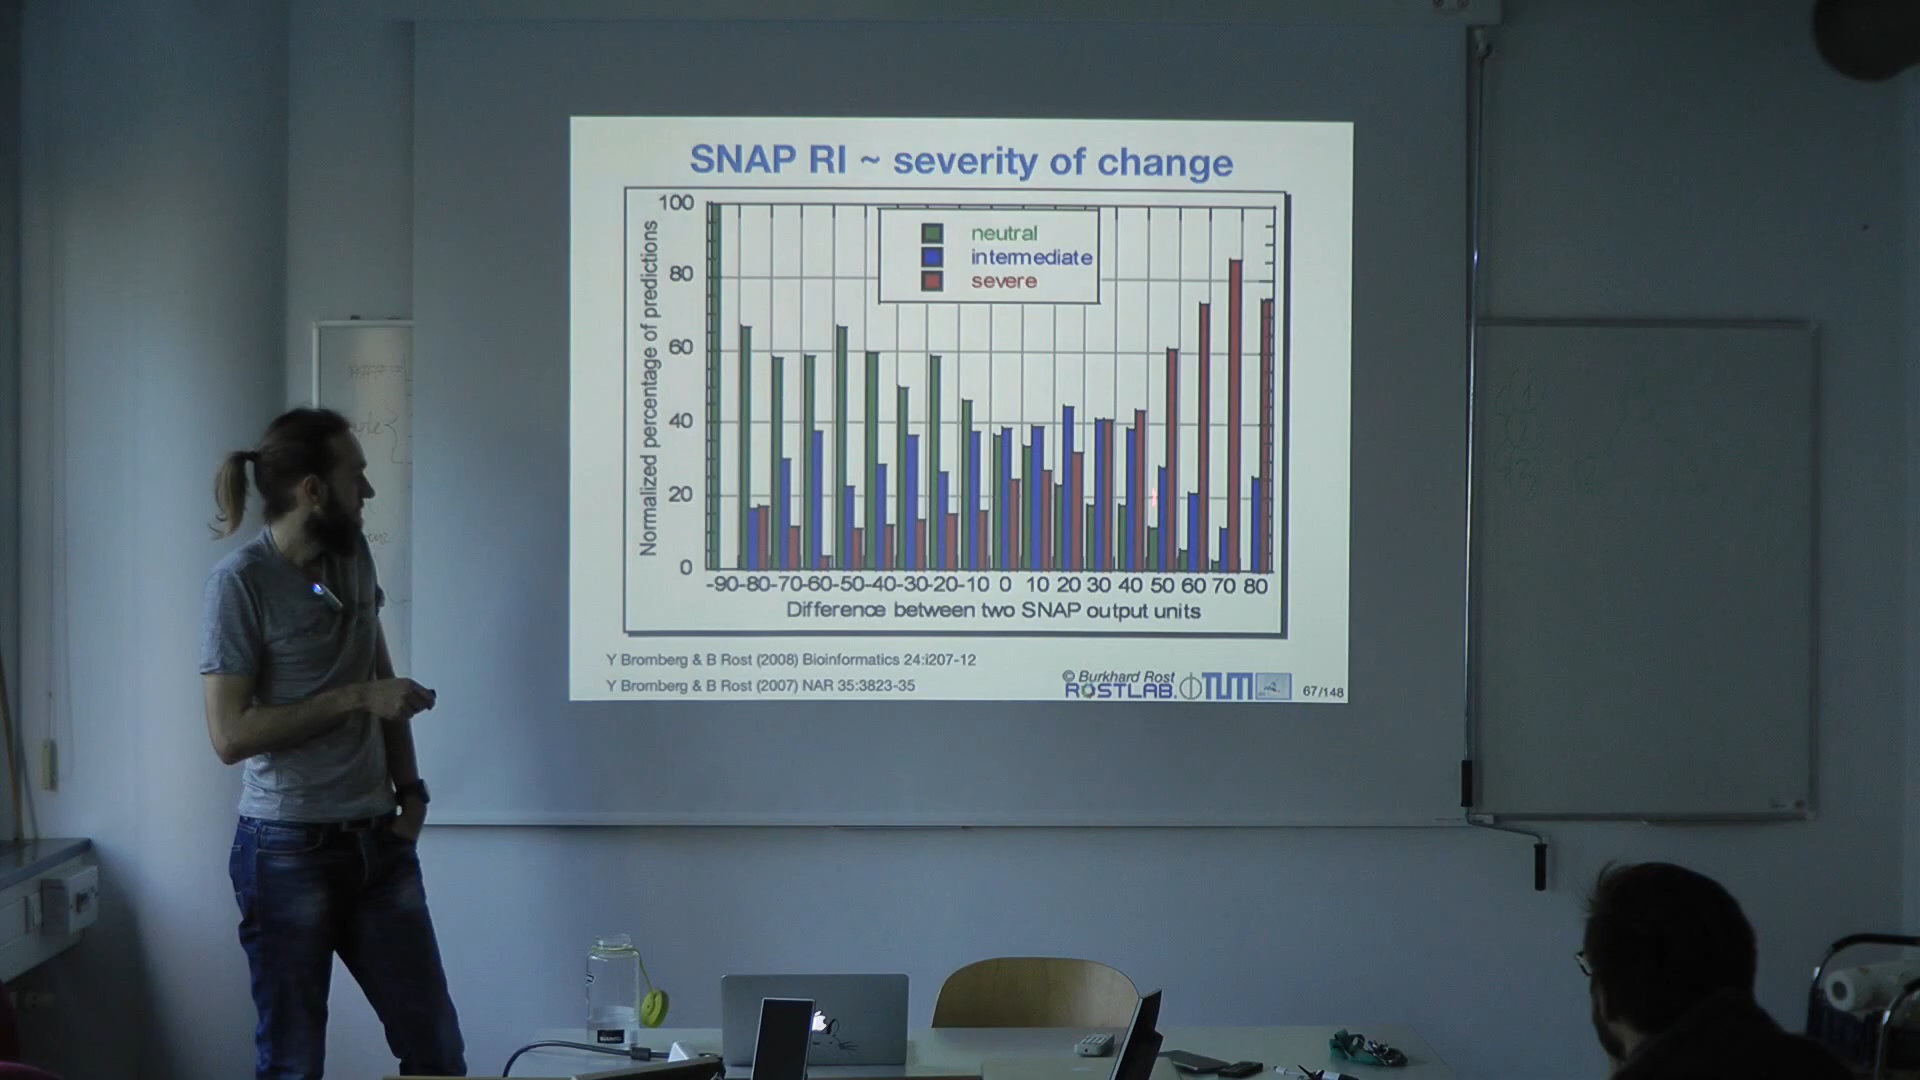 SNAP RI ~ severity of change
100
80
60
40
20
0
Normalized percentage of predictions
neutral
intermediate
severe
-90-80-70-60-50-40-30-20-10 0 10 20 30 40 50 60 70 80
Difference between two SNAP output units
Y Bromberg & B Rost (2008) Bioinformatics 24:i207-12
Y Bromberg & B Rost (2007) NAR 35:3823-35
© Burkhard Rost
ROSTLAB
TUM
67/148